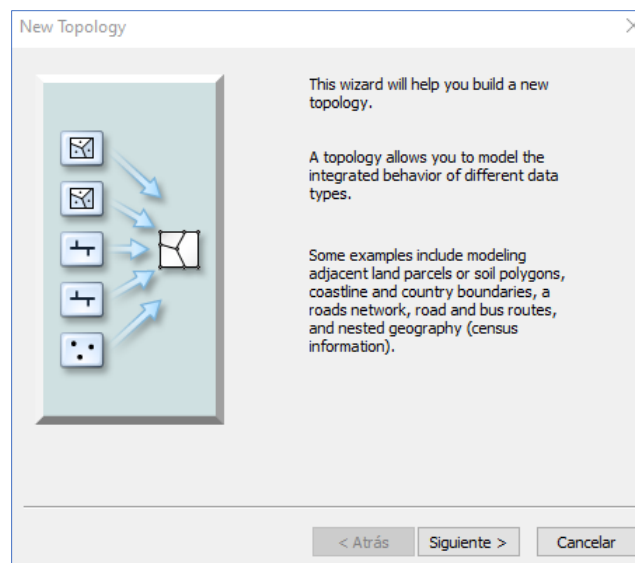 New Topology
This wizard will help you build a new
topology.
A topology allows you to model the
integrated behavior of different data
types.
Some examples include modeling
adjacent land parcels or soil polygons,
coastline and country boundaries, a
roads network, road and bus routes,
and nested geography (census
information).
< Atrás
Siguiente >
Cancelar